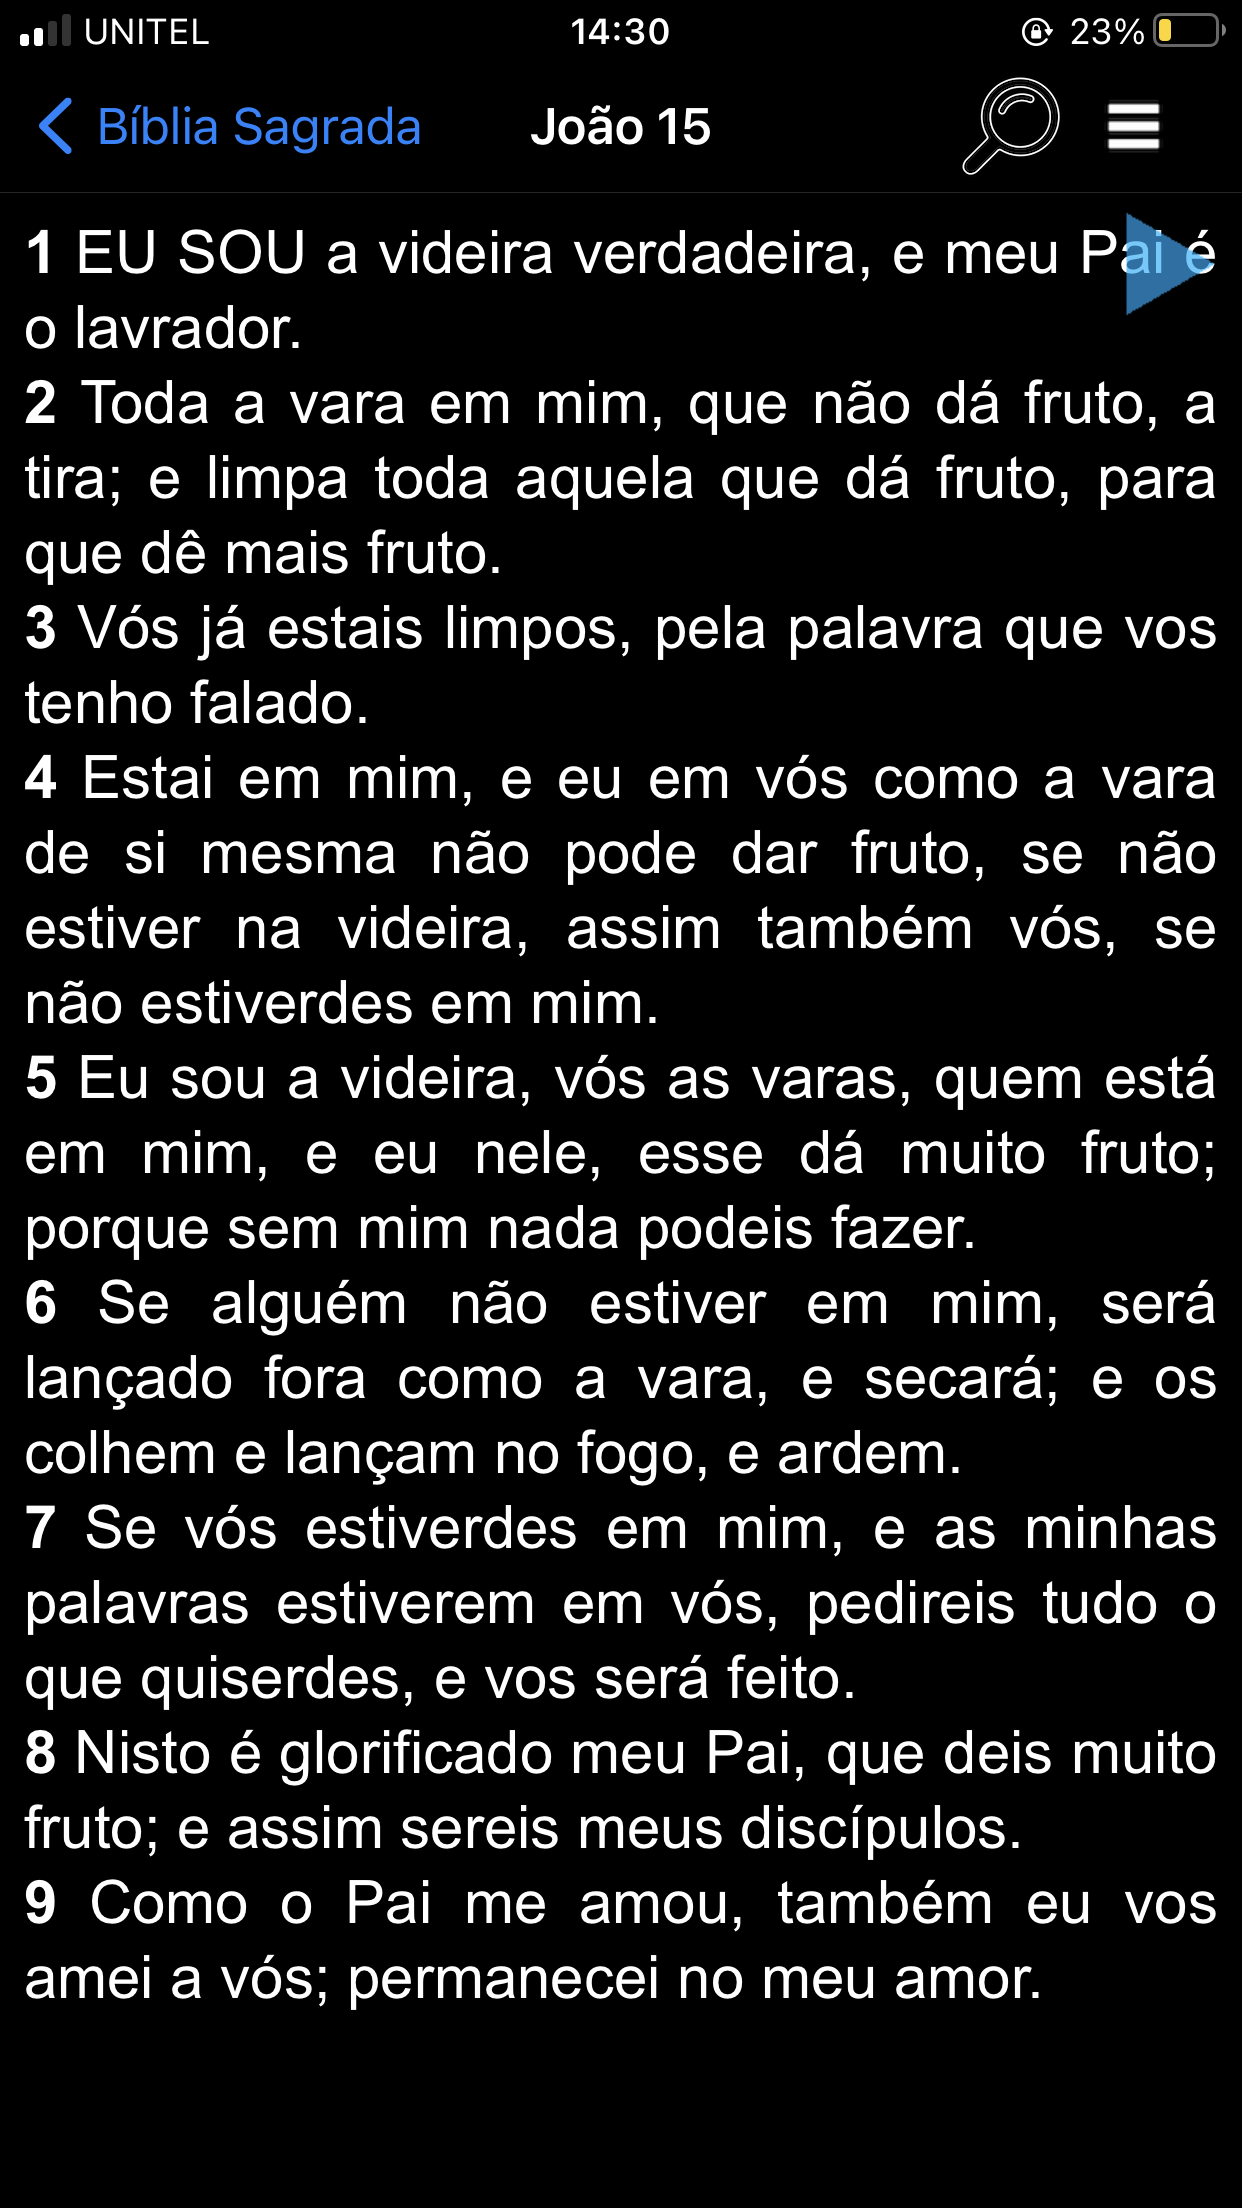 UNITEL 14:30 23%
Bíblia Sagrada João 15
1 EU SOU a videira verdadeira, e meu Pai é
o lavrador.
2 Toda a vara em mim, que não dá fruto, a
tira; e limpa toda aquela que dá fruto, para
que dê mais fruto.
3 Vós já estais limpos, pela palavra que vos
tenho falado.
4 Estai em mim, e eu em vós como a vara
de si mesma não pode dar fruto, se não
estiver na videira, assim também vós, se
não estiverdes em mim.
5 Eu sou a videira, vós as varas, quem está
em mim, e eu nele, esse dá muito fruto;
porque sem mim nada podeis fazer.
6 Se alguém não estiver em mim, será
lançado fora como a vara, e secará; e os
colhem e lançam no fogo, e ardem.
7 Se vós estiverdes em mim, e as minhas
palavras estiverem em vós, pedireis tudo o
que quiserdes, e vos será feito.
8 Nisto é glorificado meu Pai, que deis muito
fruto; e assim sereis meus discípulos.
9 Como o Pai me amou, também eu vos
amei a vós; permanecei no meu amor.